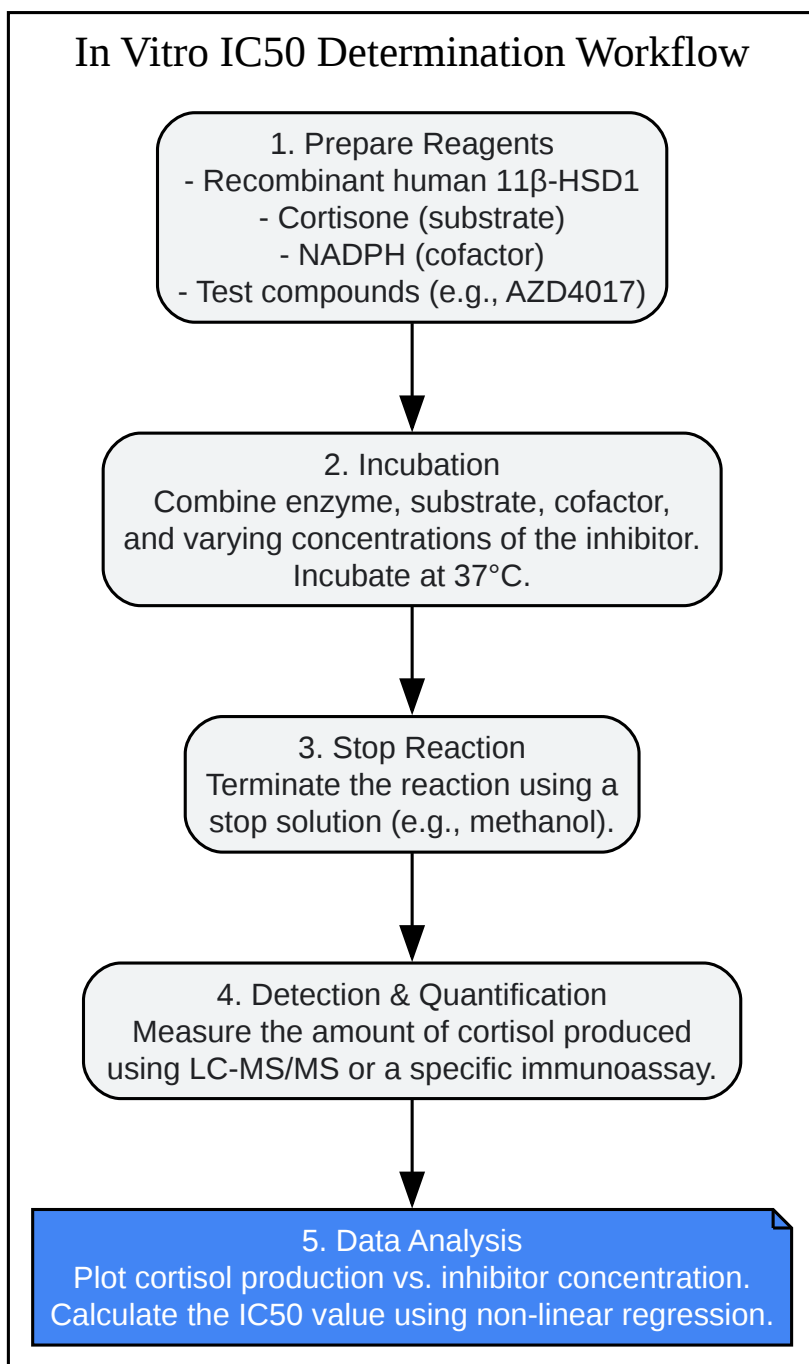 In Vitro IC50 Determination Workflow
1. Prepare Reagents
- Recombinant human 11β-HSD1
- Cortisone (substrate)
- NADPH (cofactor)
- Test compounds (e.g., AZD4017)
2. Incubation
Combine enzyme, substrate, cofactor,
and varying concentrations of the inhibitor.
Incubate at 37°C.
3. Stop Reaction
Terminate the reaction using a
stop solution (e.g., methanol).
4. Detection & Quantification
Measure the amount of cortisol produced
using LC-MS/MS or a specific immunoassay.
5. Data Analysis
Plot cortisol production vs. inhibitor concentration.
Calculate the IC50 value using non-linear regression.